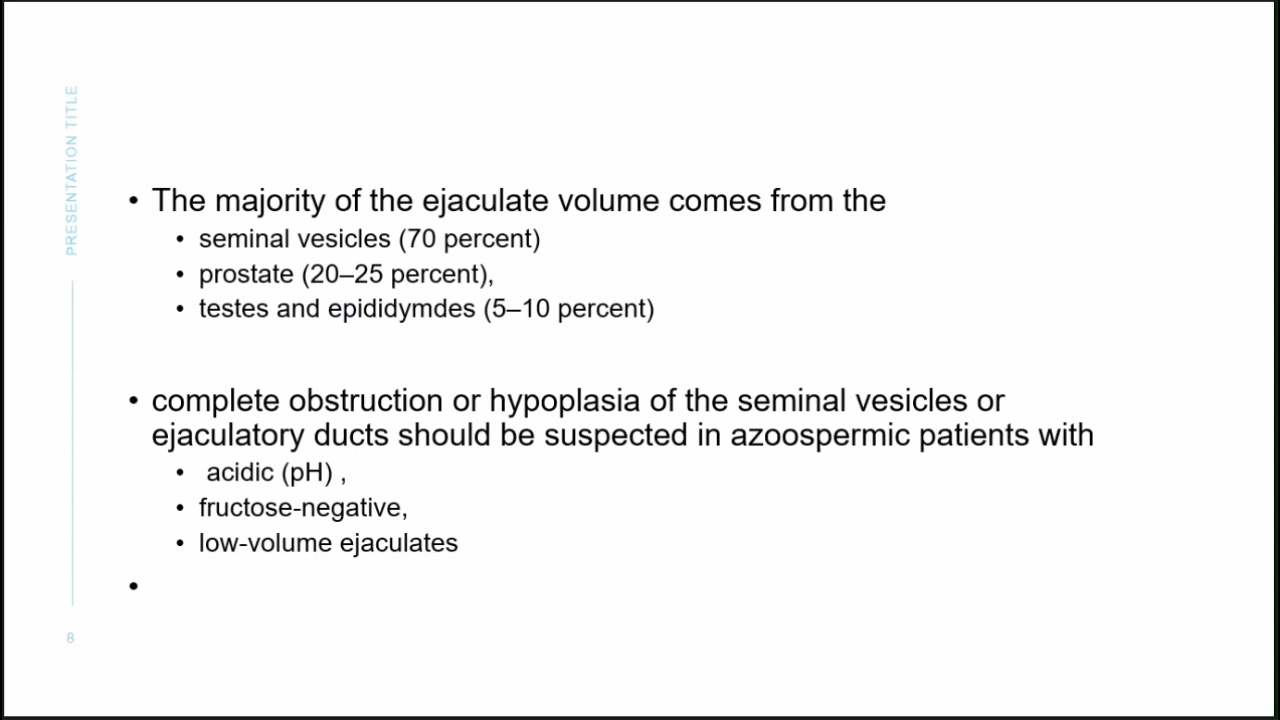 PRESENTATION TITLE
• The majority of the ejaculate volume comes from the
• seminal vesicles (70 percent)
• prostate (20–25 percent),
• testes and epididymdes (5–10 percent)
• complete obstruction or hypoplasia of the seminal vesicles or
ejaculatory ducts should be suspected in azoospermic patients with
• acidic (pH) ,
• fructose-negative,
• low-volume ejaculates
•
8